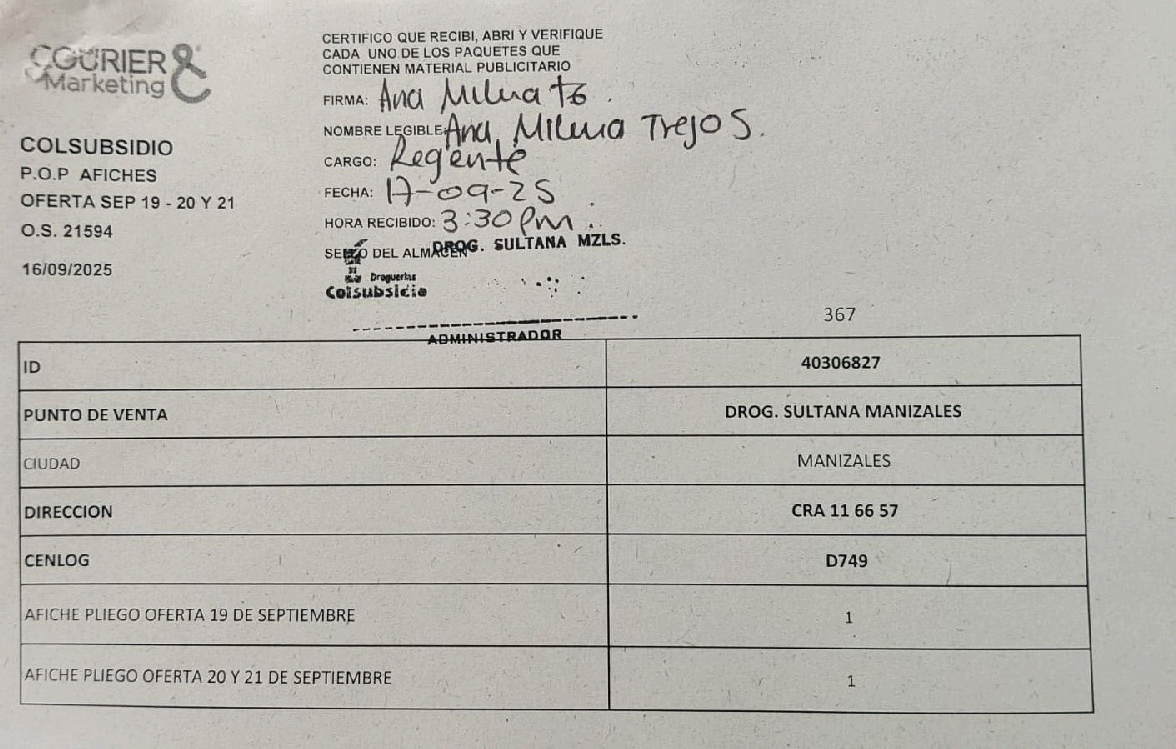 COURIER &
Marketing
COLSUBSIDIO
P.O.P AFICHES
OFERTA SEP 19 - 20 Y 21
O.S. 21594
16/09/2025
CERTIFICO QUE RECIBI, ABRI Y VERIFIQUE
CADA UNO DE LOS PAQUETES QUE
CONTIENEN MATERIAL PUBLICITARIO
FIRMA: Ana Milena
NOMBRE LEGIBLE: Ana Milena Trejo S.
CARGO: Regente
FECHA: 17-09-25
HORA RECIBIDO: 3:30 Pm
SELLO DEL ALMACEN
DROG. SULTANA MZLS.
Droguerías
Colsubsidio
ADMINISTRADOR
367
ID 40306827
PUNTO DE VENTA DROG. SULTANA MANIZALES
CIUDAD MANIZALES
DIRECCION CRA 11 66 57
CENLOG D749
AFICHE PLIEGO OFERTA 19 DE SEPTIEMBRE 1
AFICHE PLIEGO OFERTA 20 Y 21 DE SEPTIEMBRE 1